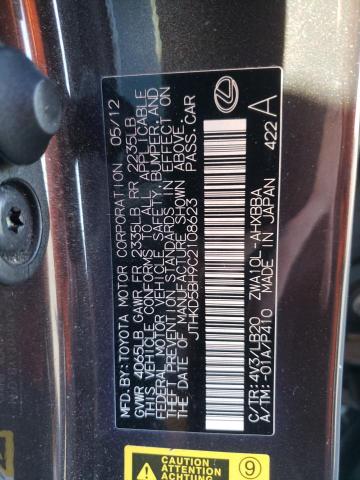 MFD.BY: TOYOTA MOTOR CORPORATION 05/12
GVWR 4065LB GAWR FR 2335LB RR 2235LB
THIS VEHICLE CONFORMS TO ALL APPLICABLE
FEDERAL MOTOR VEHICLE SAFETY, BUMPER, AND
THEFT PREVENTION STANDARDS IN EFFECT ON
THE DATE OF MANUFACTURE SHOWN ABOVE.
JTHKD5BH9C2108623 PASS.CAR
C/TR:4V3/LB20 ZWA10L-AHXBBA
A/TM:-01A/P410 MADE IN JAPAN 422 A
CAUTION
ATTENTION
ACHTUNG
9